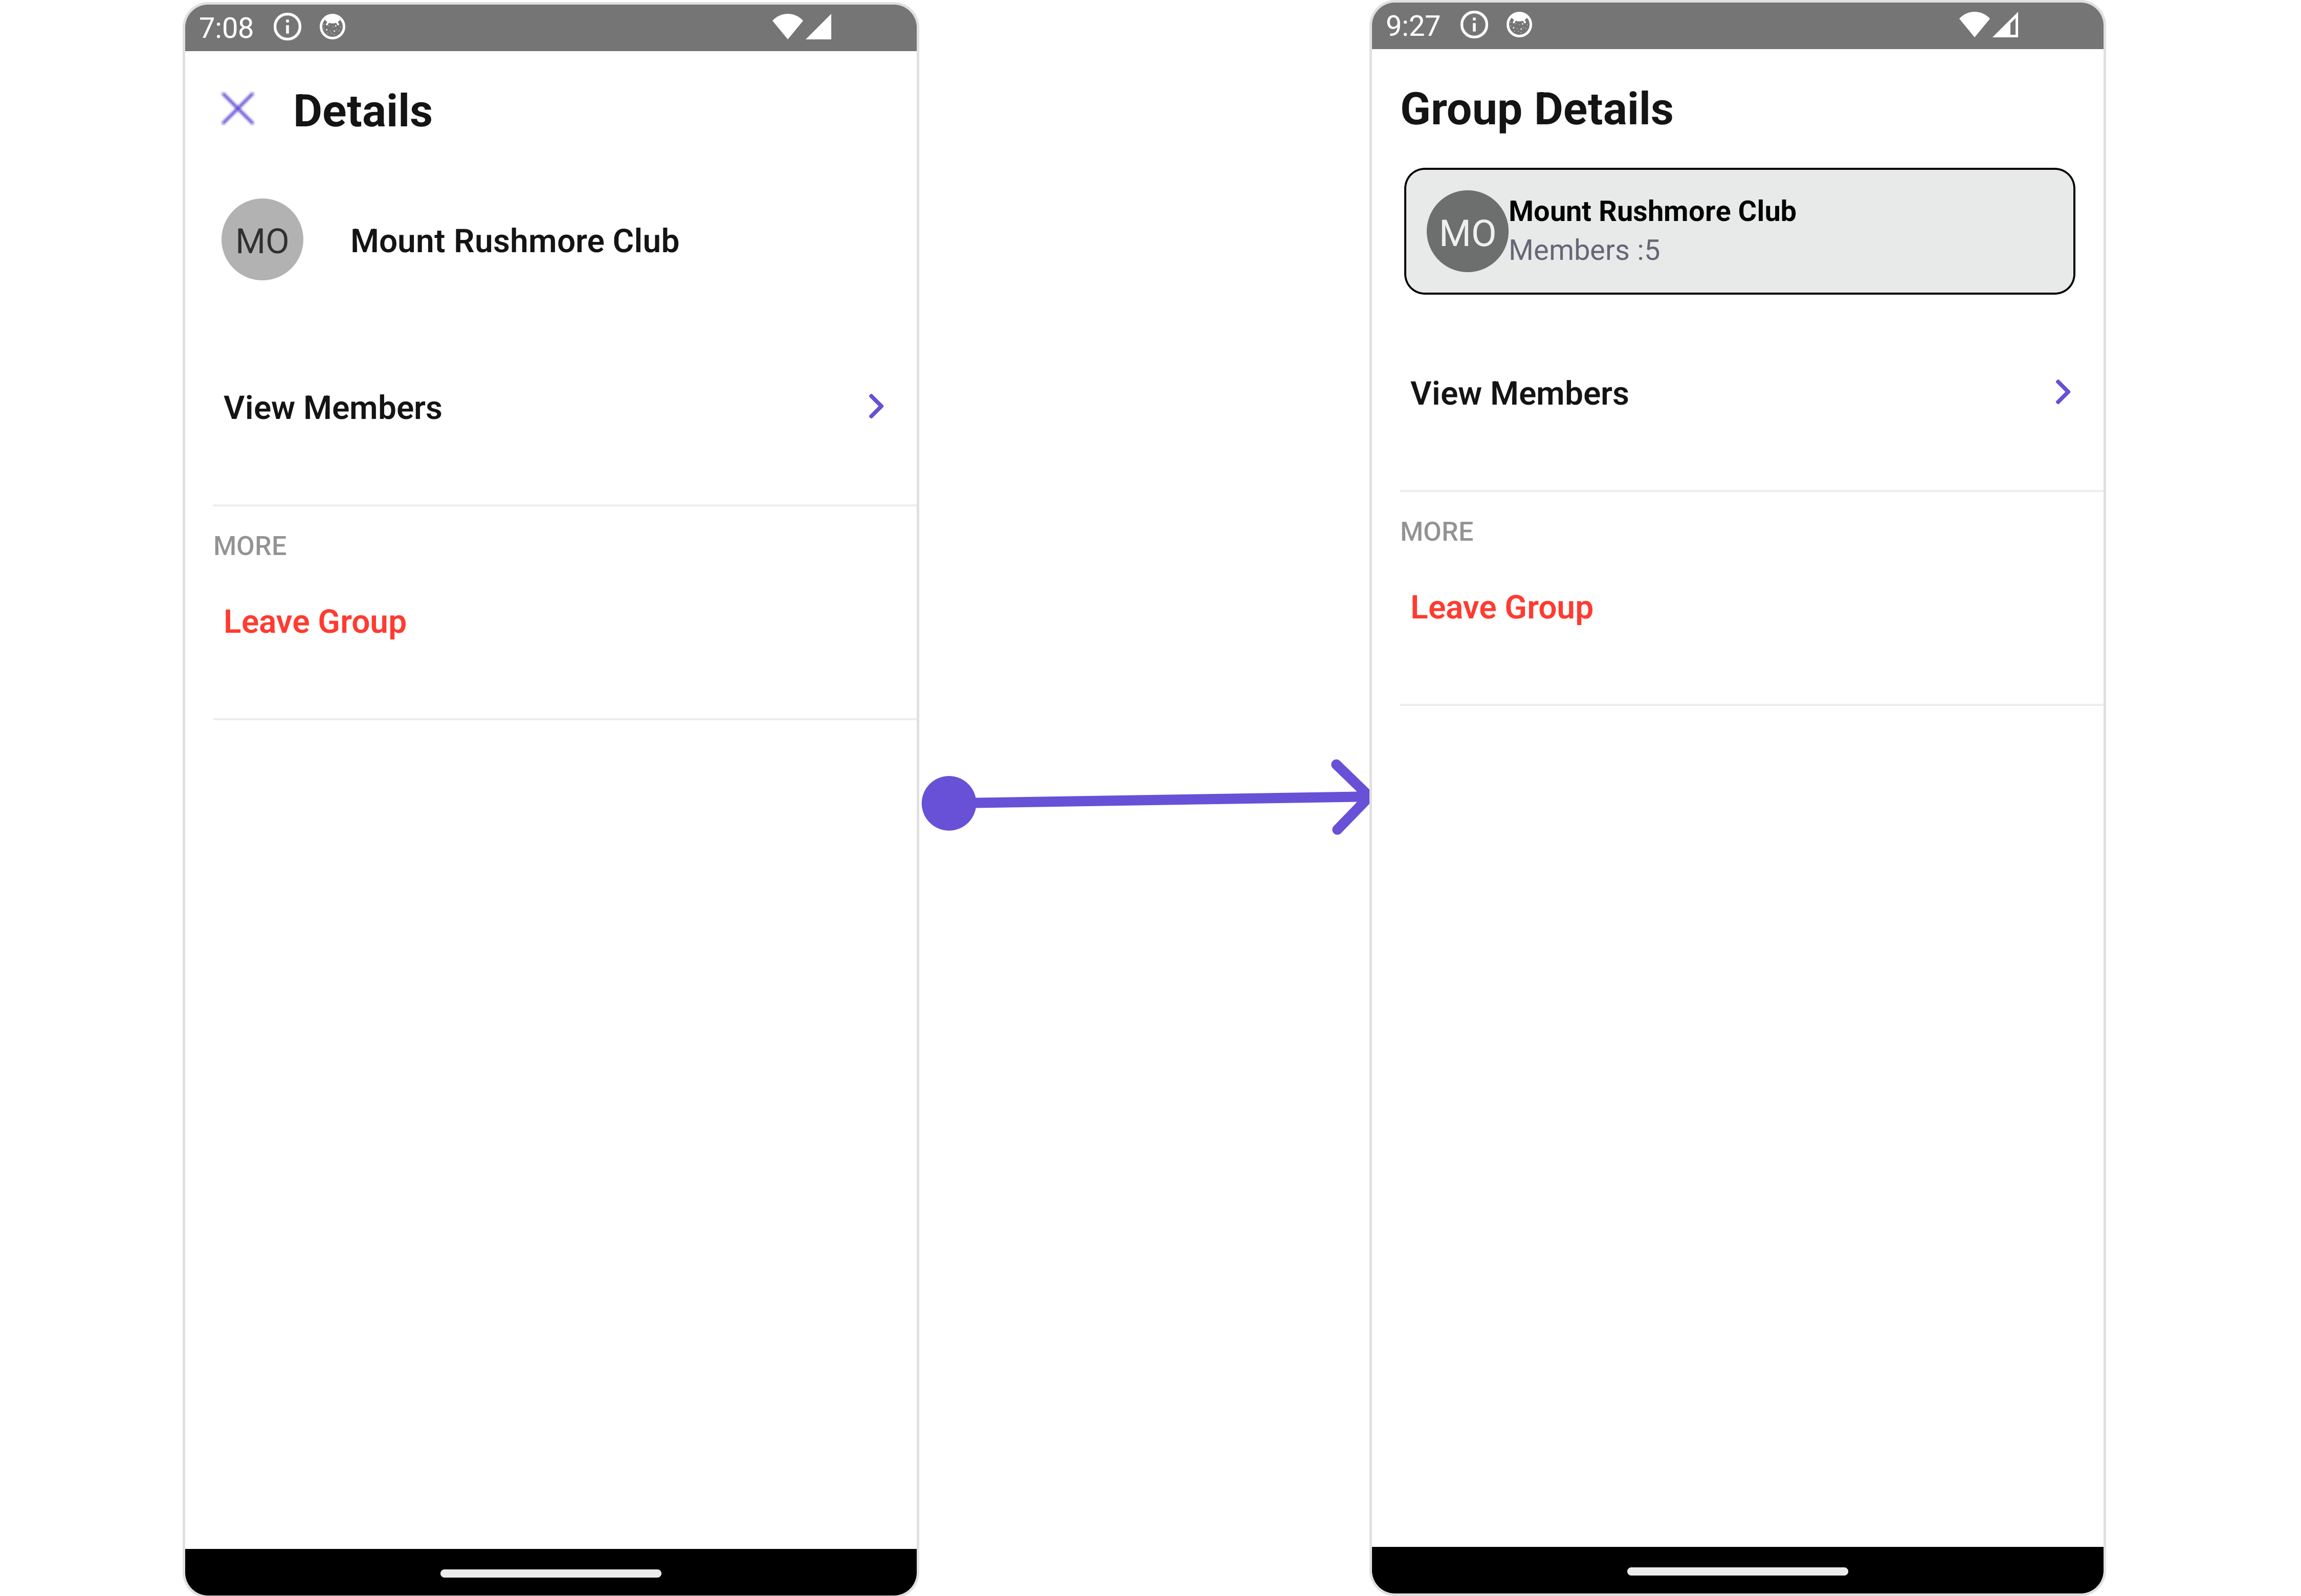 7:08
Details
MO
Mount Rushmore Club
View Members
MORE
Leave Group
9:27
Group Details
MO
Mount Rushmore Club
Members :5
View Members
MORE
Leave Group